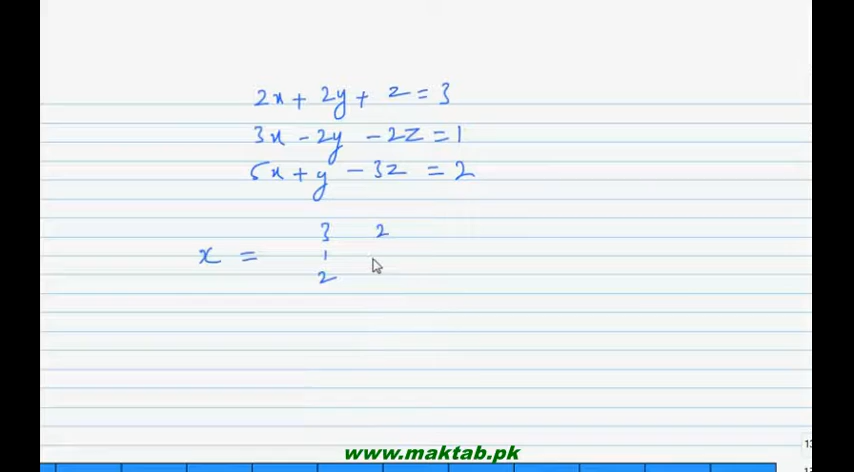 2x + 2y + z = 3
3x - 2y - 2z = 1
5x + y - 3z = 2
3 2
x = 1
2
www.maktab.pk